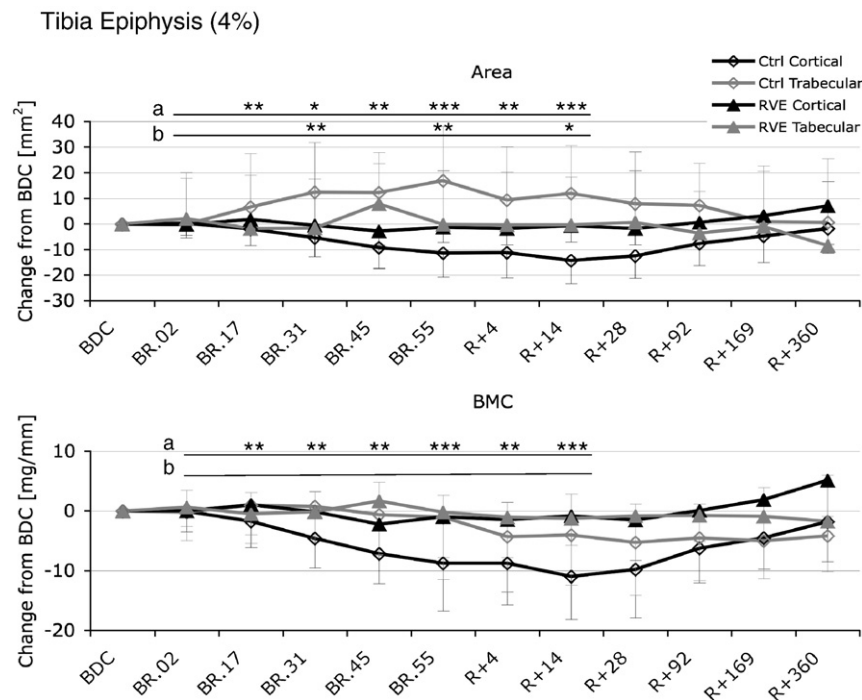 Tibia Epiphysis (4%)
Ctrl Cortical
Ctrl Trabecular
RVE Cortical
RVE Tabecular
Area
a ** * ** *** ** ***
b ** ** *
Change from BDC [mm²]
40
30
20
10
0
-10
-20
-30
BDC BR.02 BR.17 BR.31 BR.45 BR.55 R+4 R+14 R+28 R+92 R+169 R+360
BMC
a ** ** ** *** ** ***
b
Change from BDC [mg/mm]
10
0
-10
-20
BDC BR.02 BR.17 BR.31 BR.45 BR.55 R+4 R+14 R+28 R+92 R+169 R+360